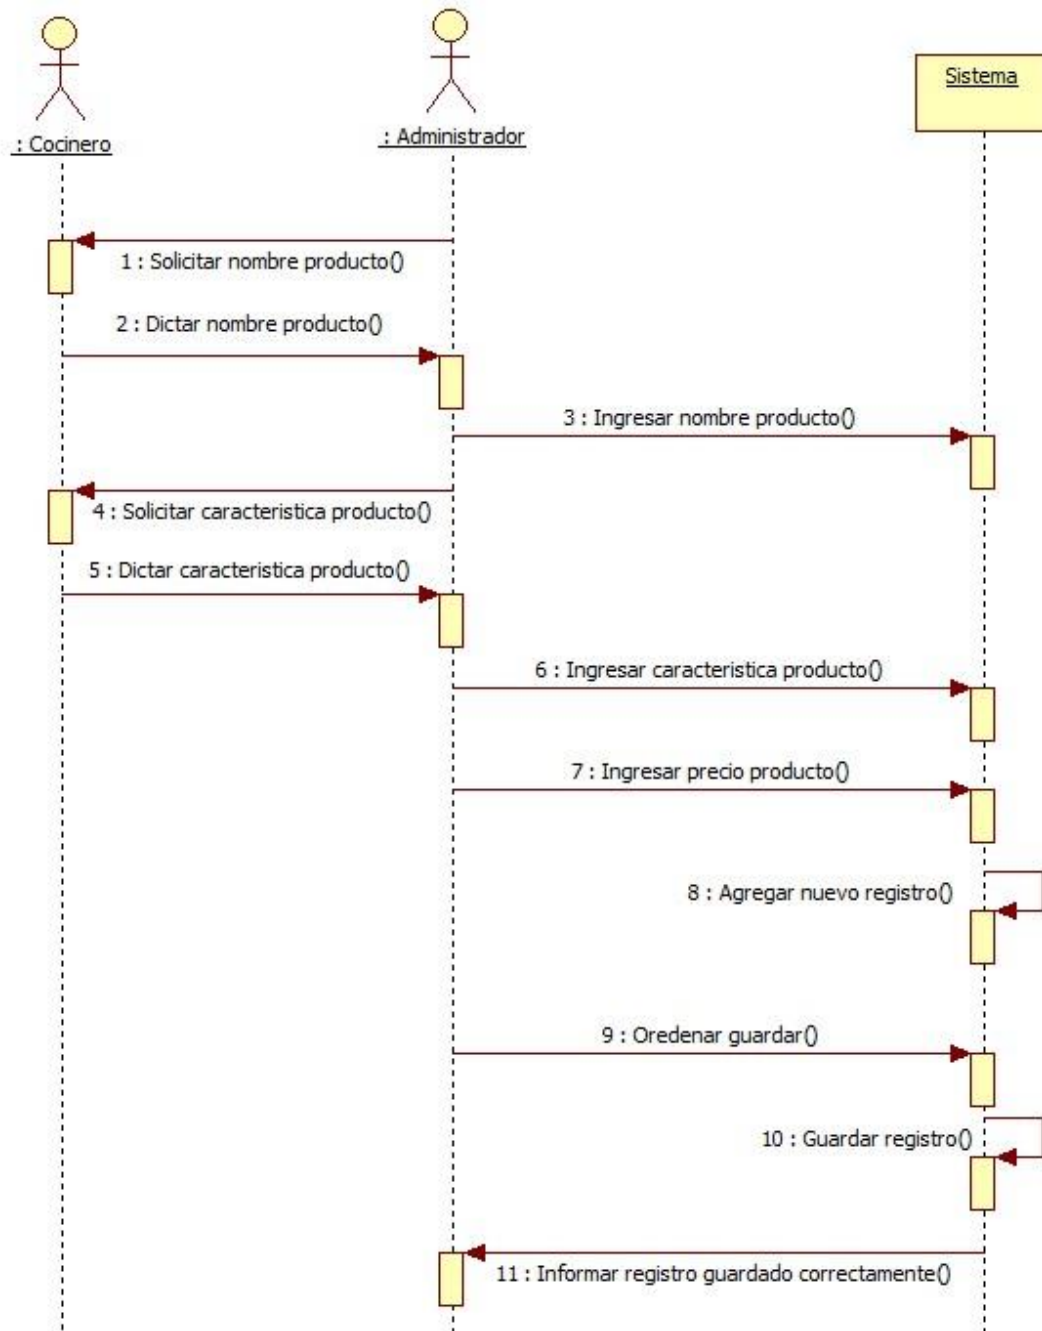 : Cocinero
: Administrador
Sistema
1 : Solicitar nombre producto()
2 : Dictar nombre producto()
3 : Ingresar nombre producto()
4 : Solicitar caracteristica producto()
5 : Dictar caracteristica producto()
6 : Ingresar caracteristica producto()
7 : Ingresar precio producto()
8 : Agregar nuevo registro()
9 : Oredenar guardar()
10 : Guardar registro()
11 : Informar registro guardado correctamente()